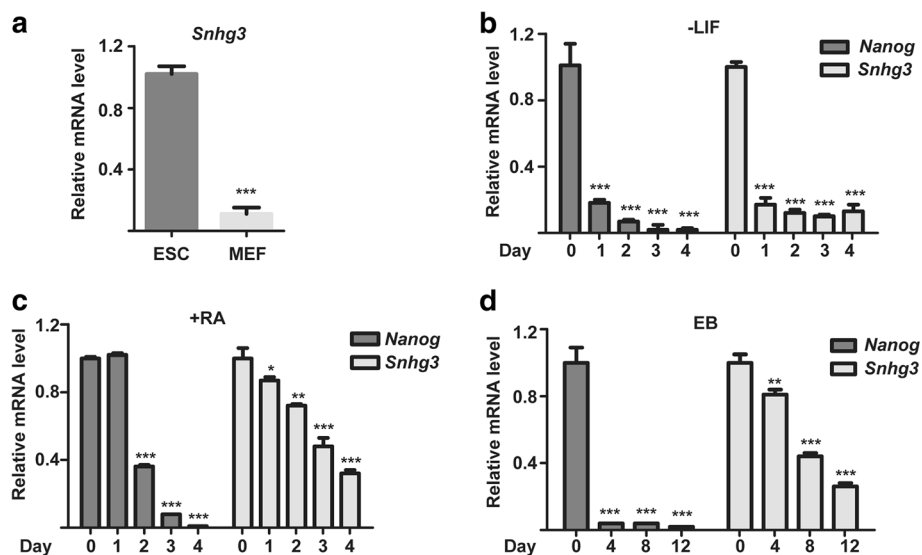 a
Snhg3
Relative mRNA level
1.2
0.8
0.4
***
ESC MEF
b
-LIF
Nanog
Snhg3
Relative mRNA level
1.2
0.8
0.4
*** *** *** *** *** *** *** ***
Day 0 1 2 3 4 0 1 2 3 4
c
+RA
Nanog
Snhg3
Relative mRNA level
1.2
0.8
0.4
*** *** *** * ** *** ***
Day 0 1 2 3 4 0 1 2 3 4
d
EB
Nanog
Snhg3
Relative mRNA level
1.2
0.8
0.4
*** *** *** ** *** ***
Day 0 4 8 12 0 4 8 12